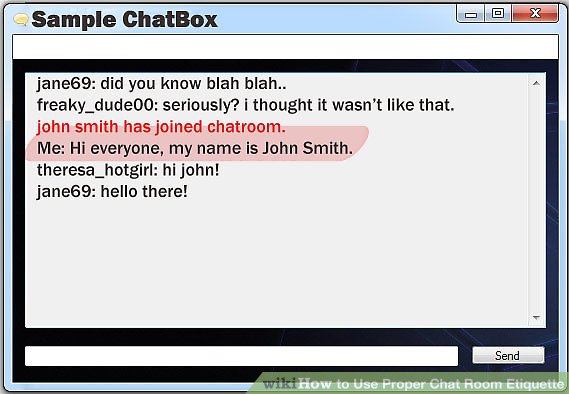 Sample ChatBox
jane69: did you know blah blah..
freaky_dude00: seriously? i thought it wasn't like that.
john smith has joined chatroom.
Me: Hi everyone, my name is John Smith.
theresa_hotgirl: hi john!
jane69: hello there!
Send
wikiHow to Use Proper Chat Room Etiquette